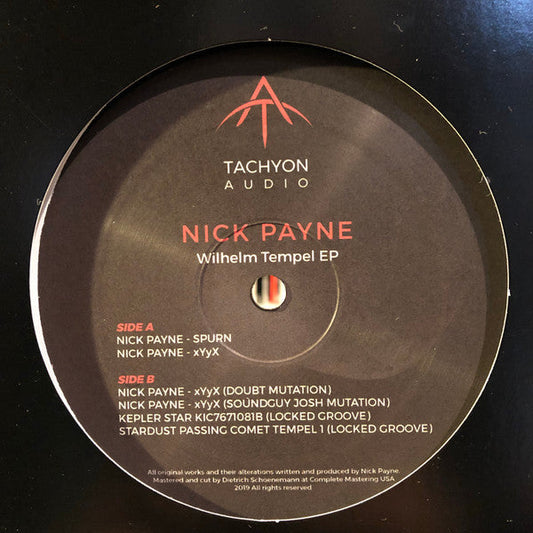 TACHYON
AUDIO
NICK PAYNE
Wilhelm Tempel EP
SIDE A
NICK PAYNE - SPURN
NICK PAYNE - xYyX
SIDE B
NICK PAYNE - xYyX (DOUBT MUTATION)
NICK PAYNE - xYyX (SOUNDGUY JOSH MUTATION)
KEPLER STAR KIC7671081B (LOCKED GROOVE)
STARDUST PASSING COMET TEMPEL 1 (LOCKED GROOVE)
All original works and their alterations written and produced by Nick Payne.
Mastered and cut by Dietrich Schoenemann at Complete Mastering USA
2019 All rights reserved